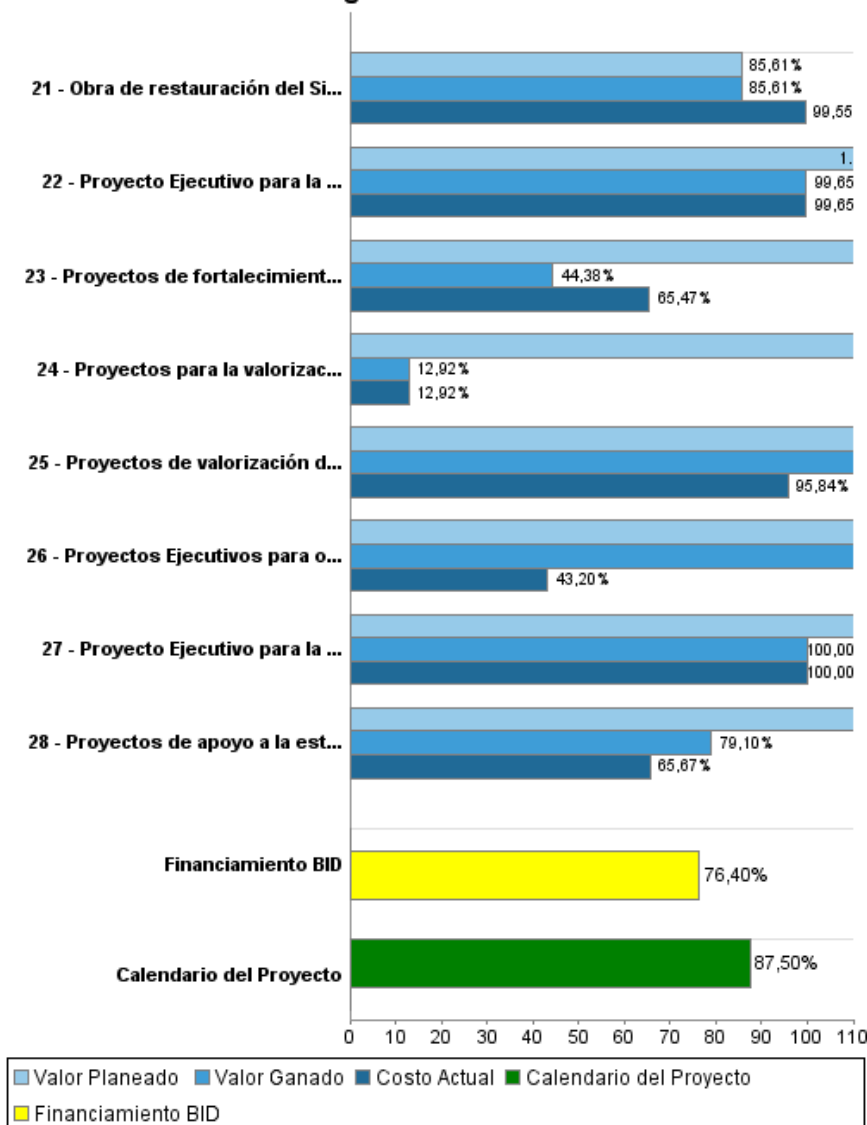 85,61%
21 - Obra de restauración del Si...
85,61%
99,55
1.
22 - Proyecto Ejecutivo para la ...
99,65
99,65
23 - Proyectos de fortalecimient...
44,38%
65,47%
24 - Proyectos para la valorizac...
12,92%
12,92%
25 - Proyectos de valorización d...
95,84%
26 - Proyectos Ejecutivos para o...
43,20%
27 - Proyecto Ejecutivo para la ...
100,00
100,00
28 - Proyectos de apoyo a la est...
79,10%
65,67%
Financiamiento BID
76,40%
Calendario del Proyecto
87,50%
0 10 20 30 40 50 60 70 80 90 100 110
Valor Planeado Valor Ganado Costo Actual Calendario del Proyecto
Financiamiento BID